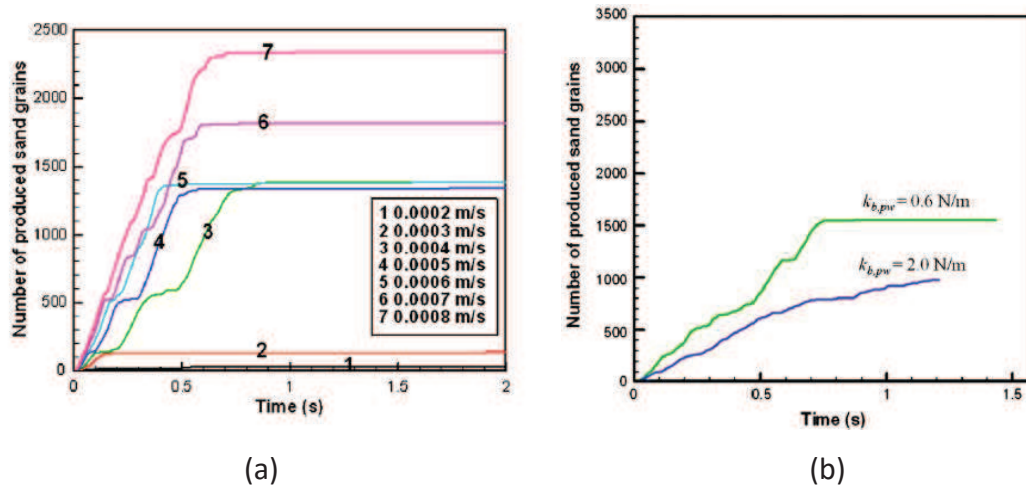 2500
2000
1500
1000
500
0
Number of produced sand grains
7
6
5
4
3
2
1
1 0.0002 m/s
2 0.0003 m/s
3 0.0004 m/s
4 0.0005 m/s
5 0.0006 m/s
6 0.0007 m/s
7 0.0008 m/s
0 0.5 1 1.5 2
Time (s)
(a)
3500
3000
2500
2000
1500
1000
500
0
Number of produced sand grains
k_{b,pw} = 0.6 N/m
k_{b,pw} = 2.0 N/m
0 0.5 1 1.5
Time (s)
(b)